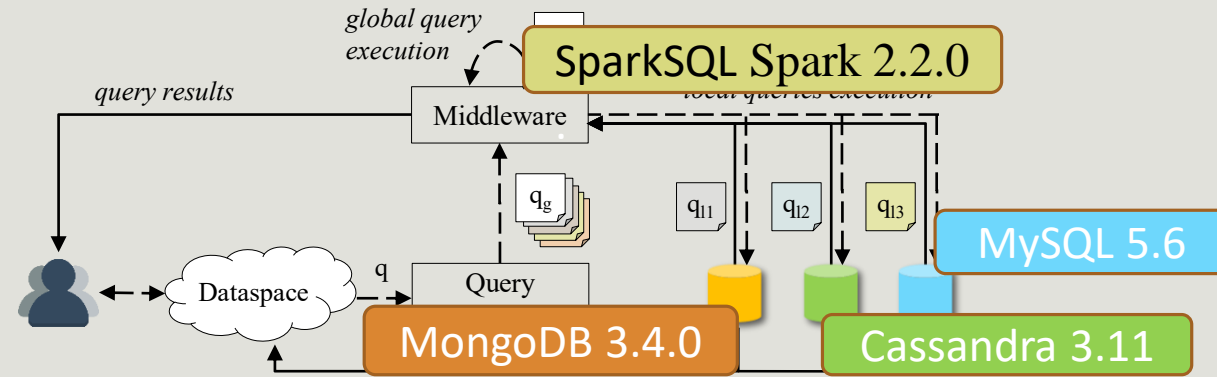 global query
execution
SparkSQL Spark 2.2.0
query results
local queries execution
Middleware
q_g
q_l1
q_l2
q_l3
MySQL 5.6
q
Dataspace
Query
MongoDB 3.4.0
Cassandra 3.11